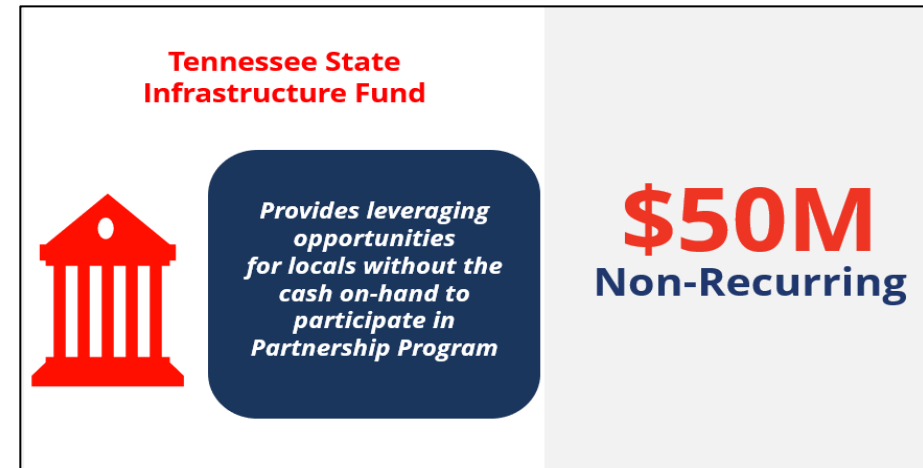 Tennessee State
Infrastructure Fund
Provides leveraging
opportunities
for locals without the
cash on-hand to
participate in
Partnership Program
$50M
Non-Recurring